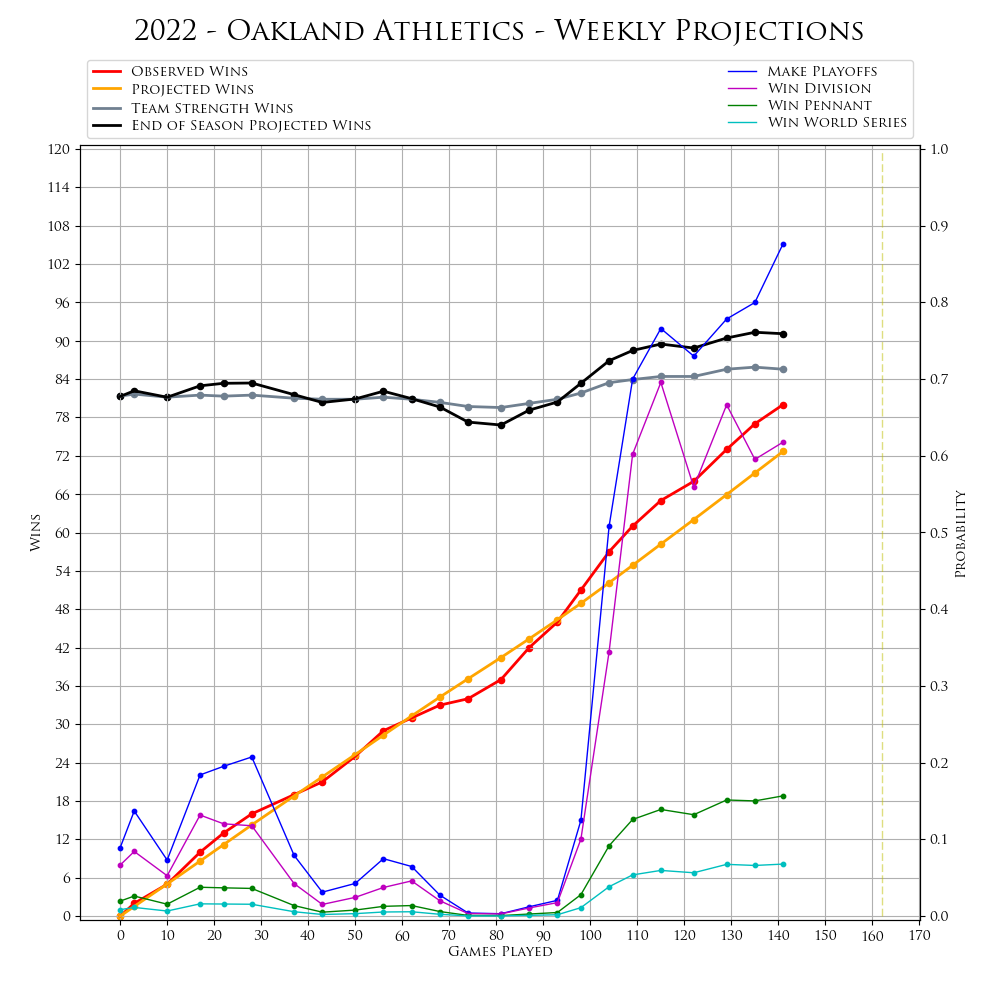 2022 - Oakland Athletics - Weekly Projections
Observed Wins
Projected Wins
Team Strength Wins
End of Season Projected Wins
Make Playoffs
Win Division
Win Pennant
Win World Series
120
114
108
102
96
90
84
78
72
66
60
54
48
42
36
30
24
18
12
6
0
Wins
1.0
0.9
0.8
0.7
0.6
0.5
0.4
0.3
0.2
0.1
0.0
Probability
0 10 20 30 40 50 60 70 80 90 100 110 120 130 140 150 160 170
Games Played